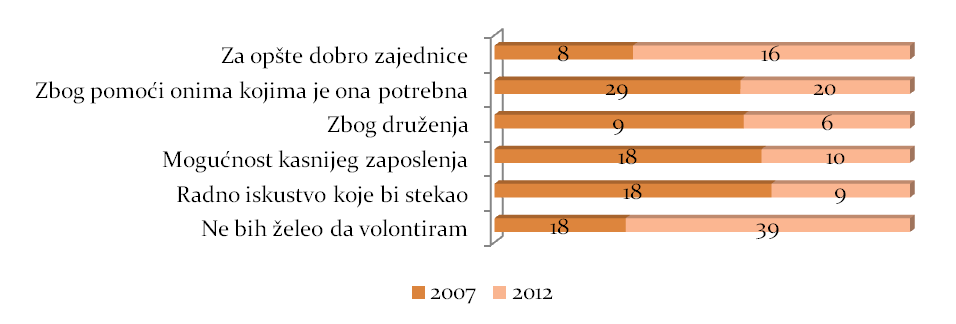 Za opšte dobro zajednice 8 16
Zbog pomoći onima kojima je ona potrebna 29 20
Zbog druženja 9 6
Mogućnost kasnijeg zaposlenja 18 10
Radno iskustvo koje bi stekao 18 9
Ne bih želeo da volontiram 18 39
2007 2012